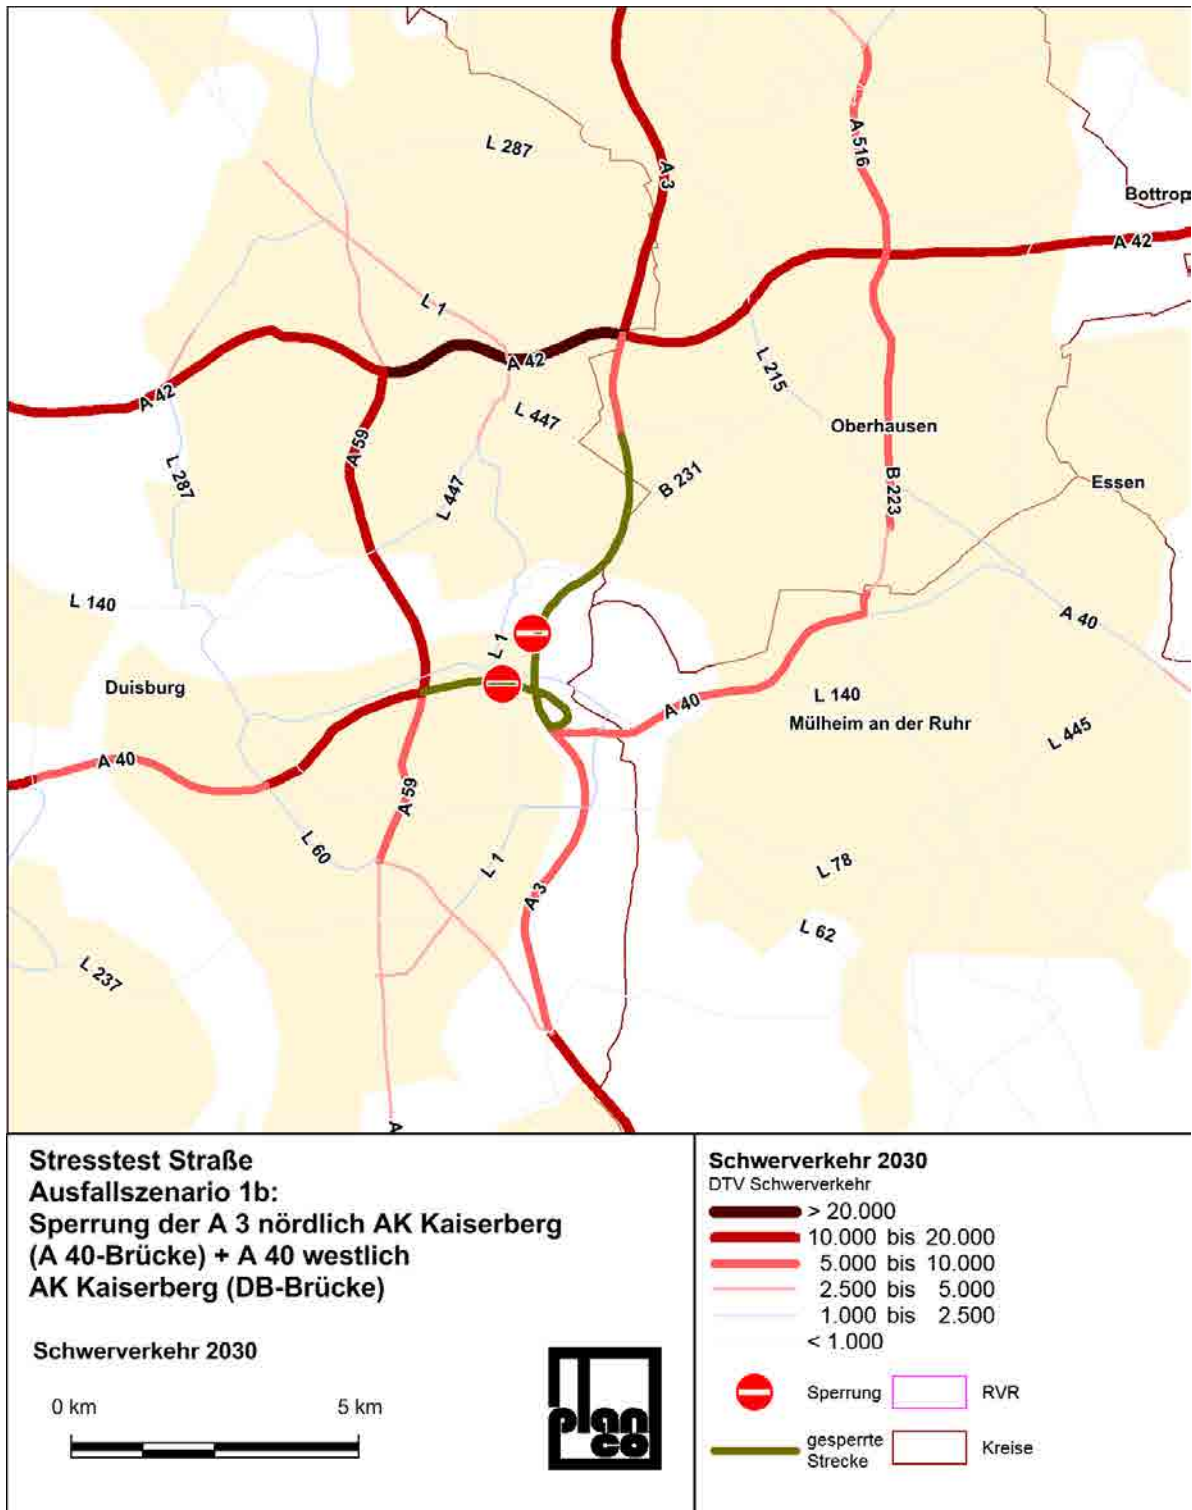 L 287
A 3
A 516
Bottrop
A 42
L 1
A 42
L 215
A 42
L 447
Oberhausen
A 59
L 287
L 447
B 231
B 223
Essen
L 140
L 1
A 40
Duisburg
L 140
A 40
Mülheim an der Ruhr
L 445
A 40
A 59
L 60
L 1
L 78
A 3
L 62
L 237
A
Stresstest Straße
Ausfallszenario 1b:
Sperrung der A 3 nördlich AK Kaiserberg
(A 40-Brücke) + A 40 westlich
AK Kaiserberg (DB-Brücke)
Schwerverkehr 2030
0 km 5 km
plan
co
Schwerverkehr 2030
DTV Schwerverkehr
> 20.000
10.000 bis 20.000
5.000 bis 10.000
2.500 bis 5.000
1.000 bis 2.500
< 1.000
Sperrung RVR
gesperrte
Strecke
Kreise